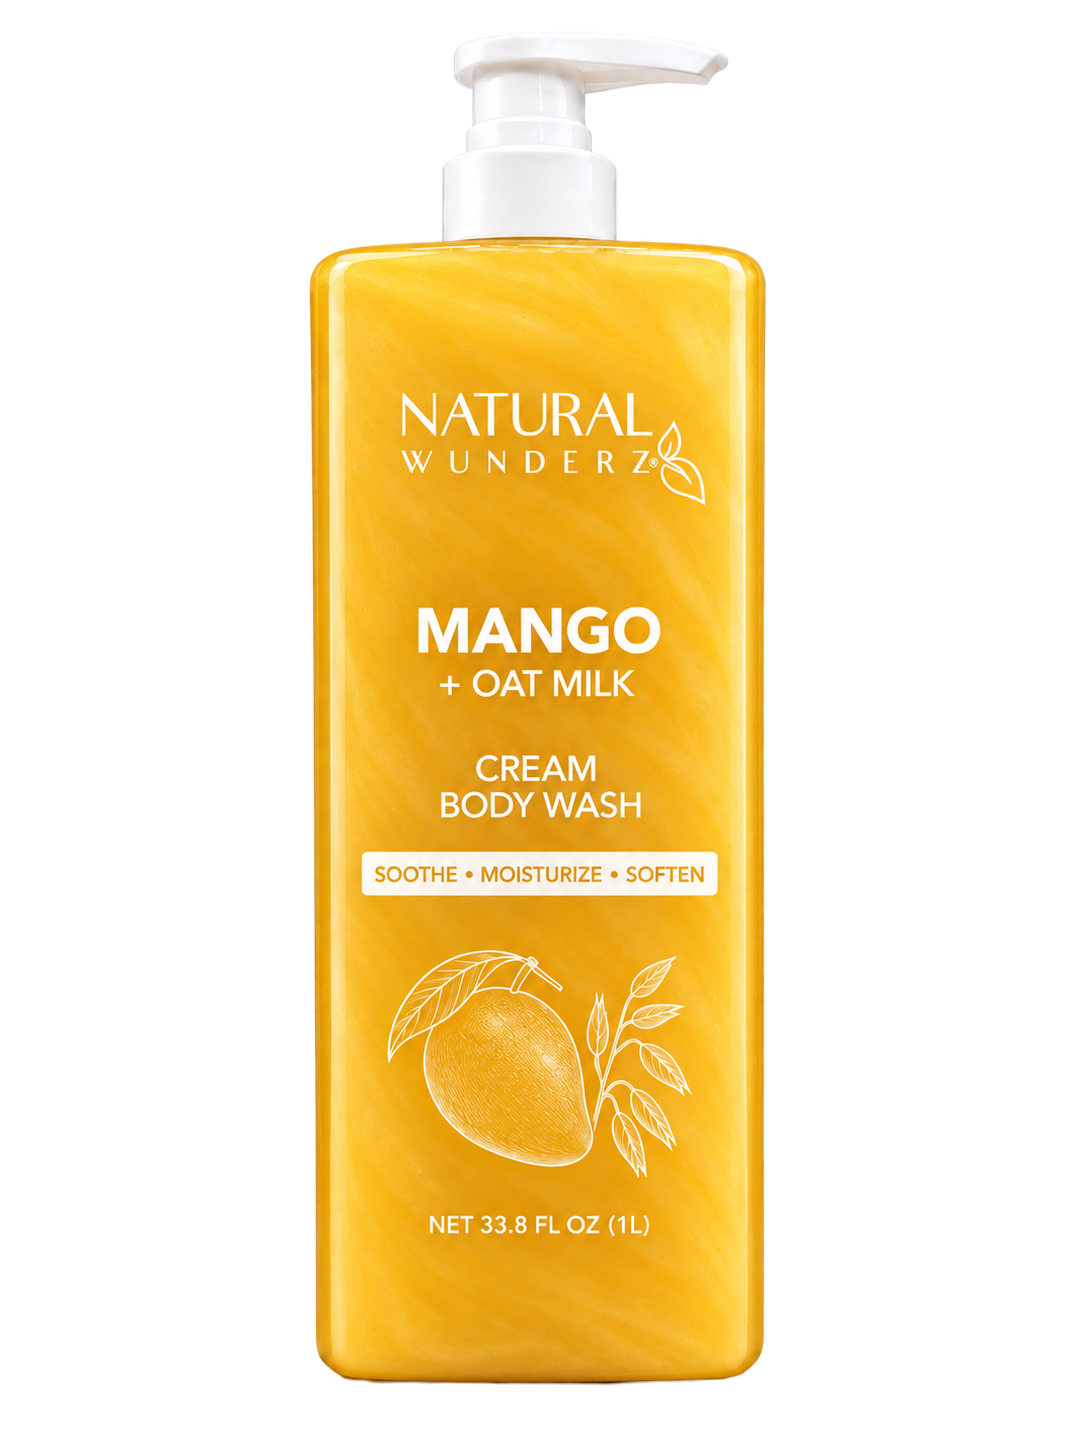 NATURAL
WUNDERZ®
MANGO
+ OAT MILK
CREAM
BODY WASH
SOOTHE • MOISTURIZE • SOFTEN
NET 33.8 FL OZ (1L)